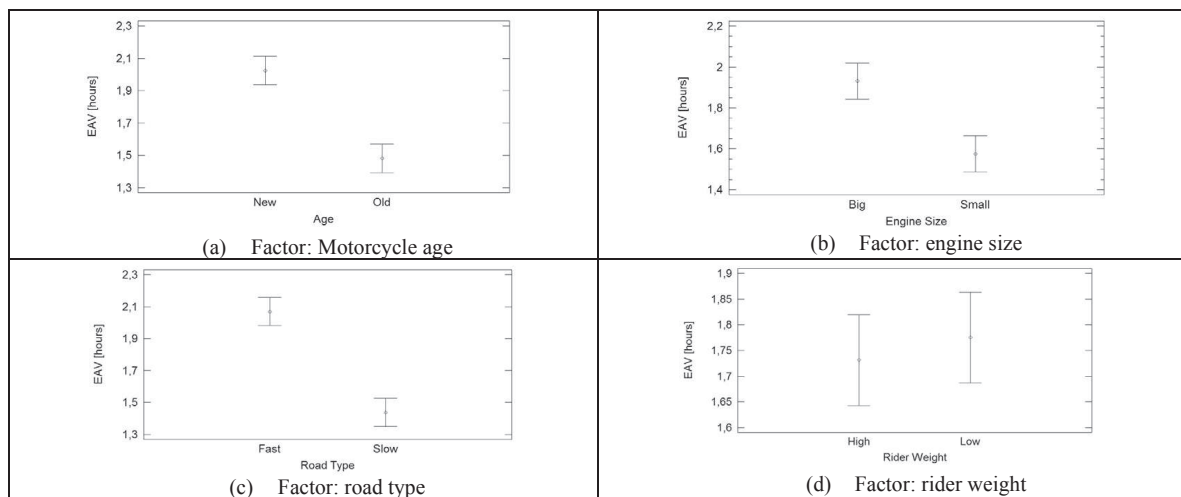 2,3
2,1
1,9
1,7
1,5
1,3
EAV [hours]
New Old
Age
(a) Factor: Motorcycle age
2,2
2
1,8
1,6
1,4
EAV [hours]
Big Small
Engine Size
(b) Factor: engine size
2,3
2,1
1,9
1,7
1,5
1,3
EAV [hours]
Fast Slow
Road Type
(c) Factor: road type
1,9
1,85
1,8
1,75
1,7
1,65
1,6
EAV [hours]
High Low
Rider Weight
(d) Factor: rider weight